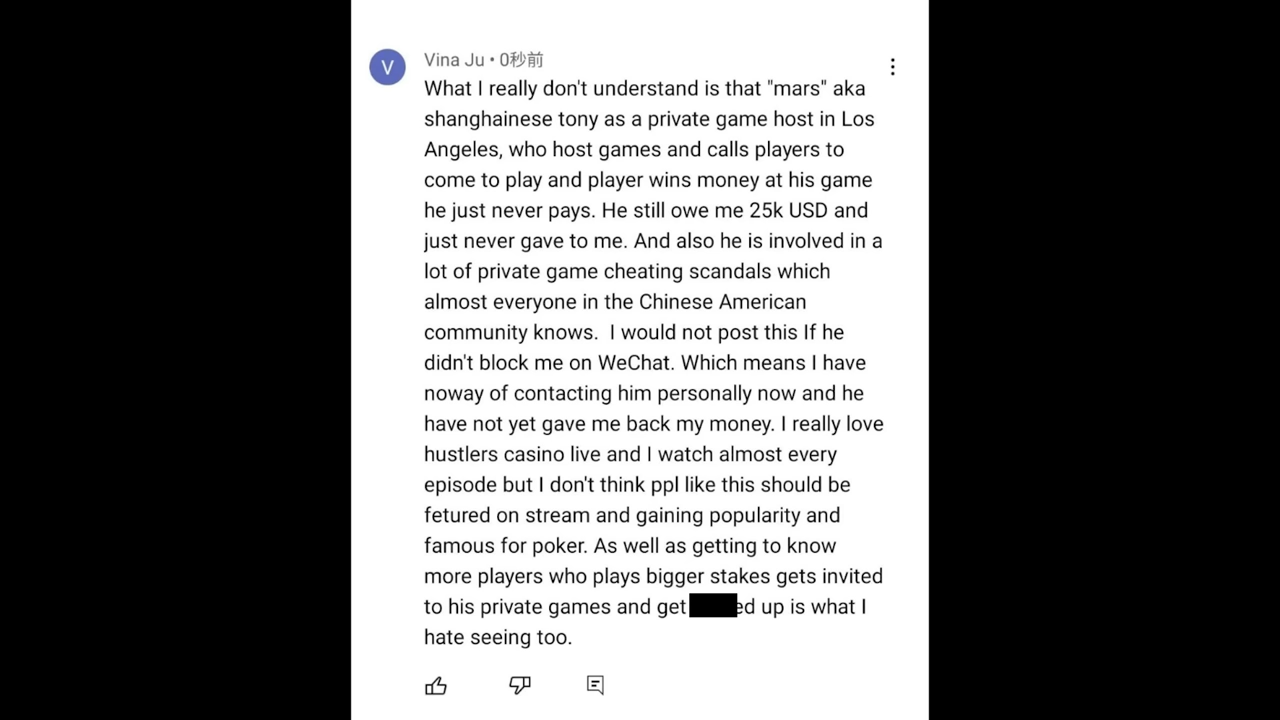 V
Vina Ju • 0秒前
What I really don't understand is that "mars" aka
shanghainese tony as a private game host in Los
Angeles, who host games and calls players to
come to play and player wins money at his game
he just never pays. He still owe me 25k USD and
just never gave to me. And also he is involved in a
lot of private game cheating scandals which
almost everyone in the Chinese American
community knows.  I would not post this If he
didn't block me on WeChat. Which means I have
noway of contacting him personally now and he
have not yet gave me back my money. I really love
hustlers casino live and I watch almost every
episode but I don't think ppl like this should be
fetured on stream and gaining popularity and
famous for poker. As well as getting to know
more players who plays bigger stakes gets invited
to his private games and get ed up is what I
hate seeing too.